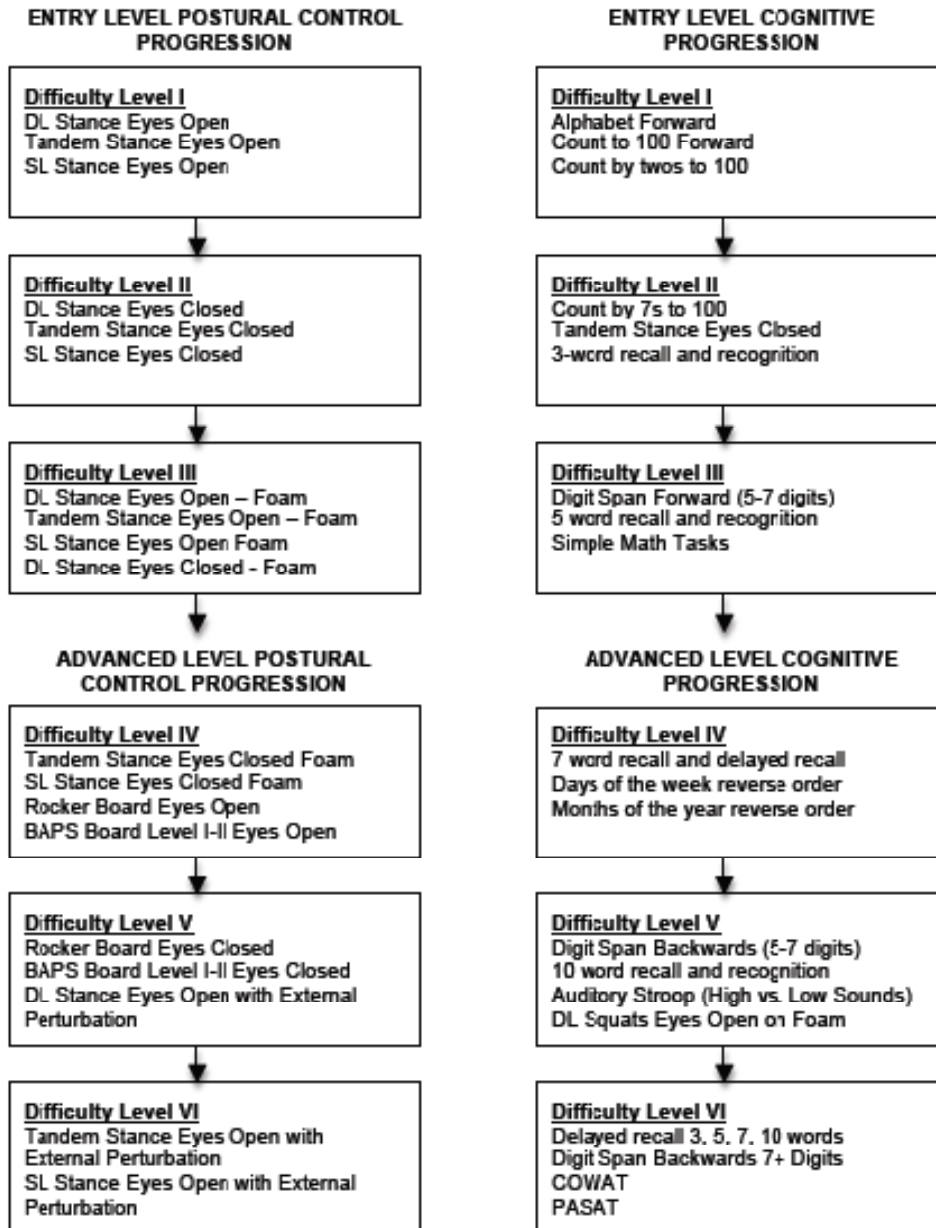 ENTRY LEVEL POSTURAL CONTROL
PROGRESSION
Difficulty Level I
DL Stance Eyes Open
Tandem Stance Eyes Open
SL Stance Eyes Open
Difficulty Level II
DL Stance Eyes Closed
Tandem Stance Eyes Closed
SL Stance Eyes Closed
Difficulty Level III
DL Stance Eyes Open – Foam
Tandem Stance Eyes Open – Foam
SL Stance Eyes Open Foam
DL Stance Eyes Closed - Foam
ADVANCED LEVEL POSTURAL
CONTROL PROGRESSION
Difficulty Level IV
Tandem Stance Eyes Closed Foam
SL Stance Eyes Closed Foam
Rocker Board Eyes Open
BAPS Board Level I-II Eyes Open
Difficulty Level V
Rocker Board Eyes Closed
BAPS Board Level I-II Eyes Closed
DL Stance Eyes Open with External
Perturbation
Difficulty Level VI
Tandem Stance Eyes Open with
External Perturbation
SL Stance Eyes Open with External
Perturbation
ENTRY LEVEL COGNITIVE
PROGRESSION
Difficulty Level I
Alphabet Forward
Count to 100 Forward
Count by twos to 100
Difficulty Level II
Count by 7s to 100
Tandem Stance Eyes Closed
3-word recall and recognition
Difficulty Level III
Digit Span Forward (5-7 digits)
5 word recall and recognition
Simple Math Tasks
ADVANCED LEVEL COGNITIVE
PROGRESSION
Difficulty Level IV
7 word recall and delayed recall
Days of the week reverse order
Months of the year reverse order
Difficulty Level V
Digit Span Backwards (5-7 digits)
10 word recall and recognition
Auditory Stroop (High vs. Low Sounds)
DL Squats Eyes Open on Foam
Difficulty Level VI
Delayed recall 3, 5, 7, 10 words
Digit Span Backwards 7+ Digits
COWAT
PASAT